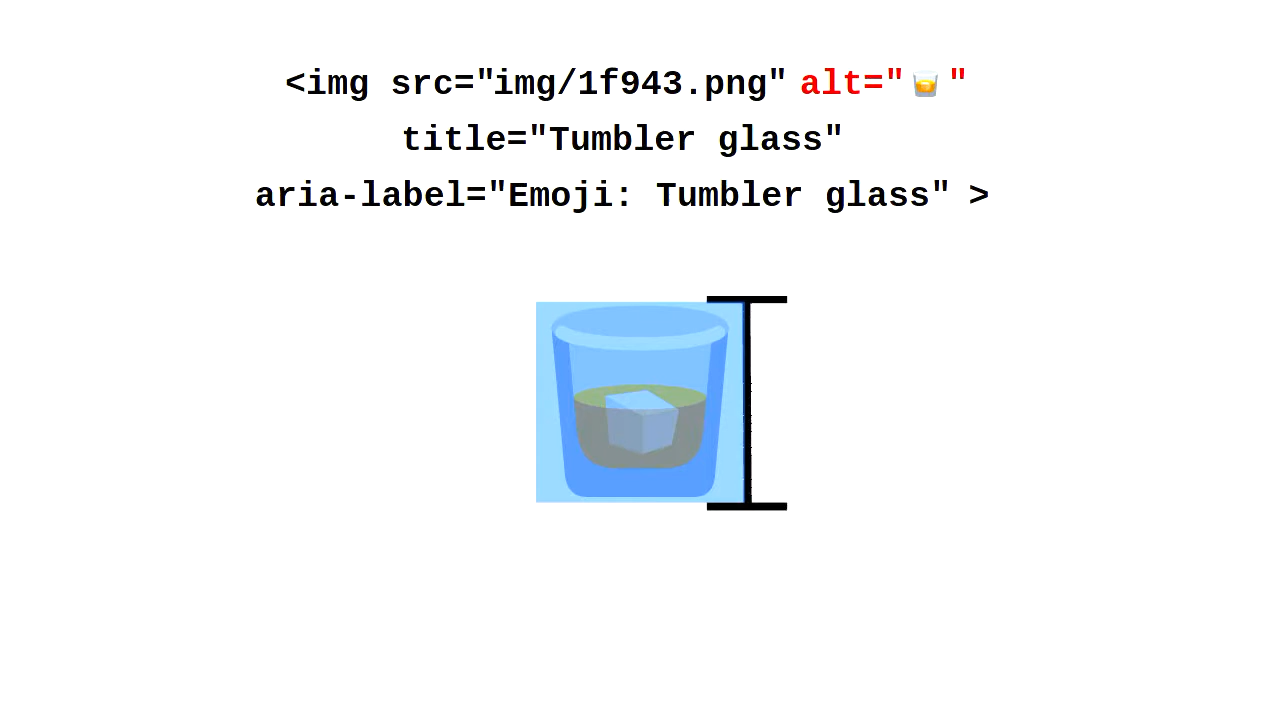 <img src="img/1f943.png" alt="🥃"
title="Tumbler glass"
aria-label="Emoji: Tumbler glass" >